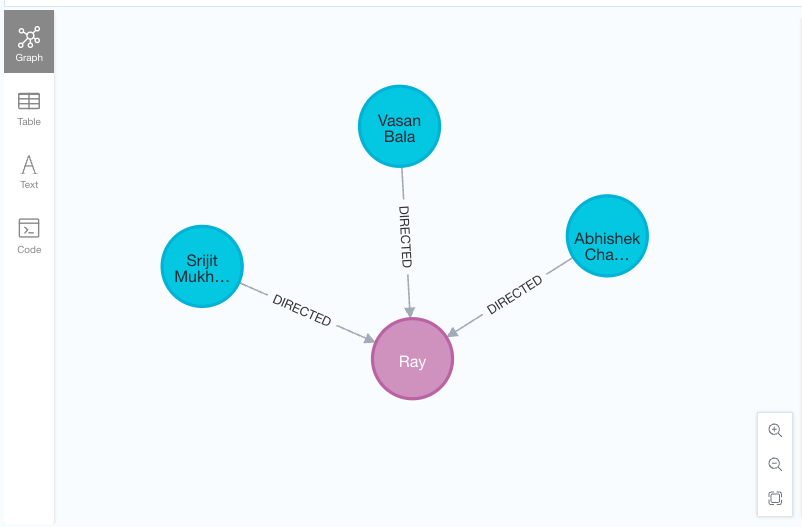 Graph
Table
Text
Code
Vasan
Bala
Abhishek
Cha…
Srijit
Mukh…
DIRECTED
DIRECTED
DIRECTED
Ray